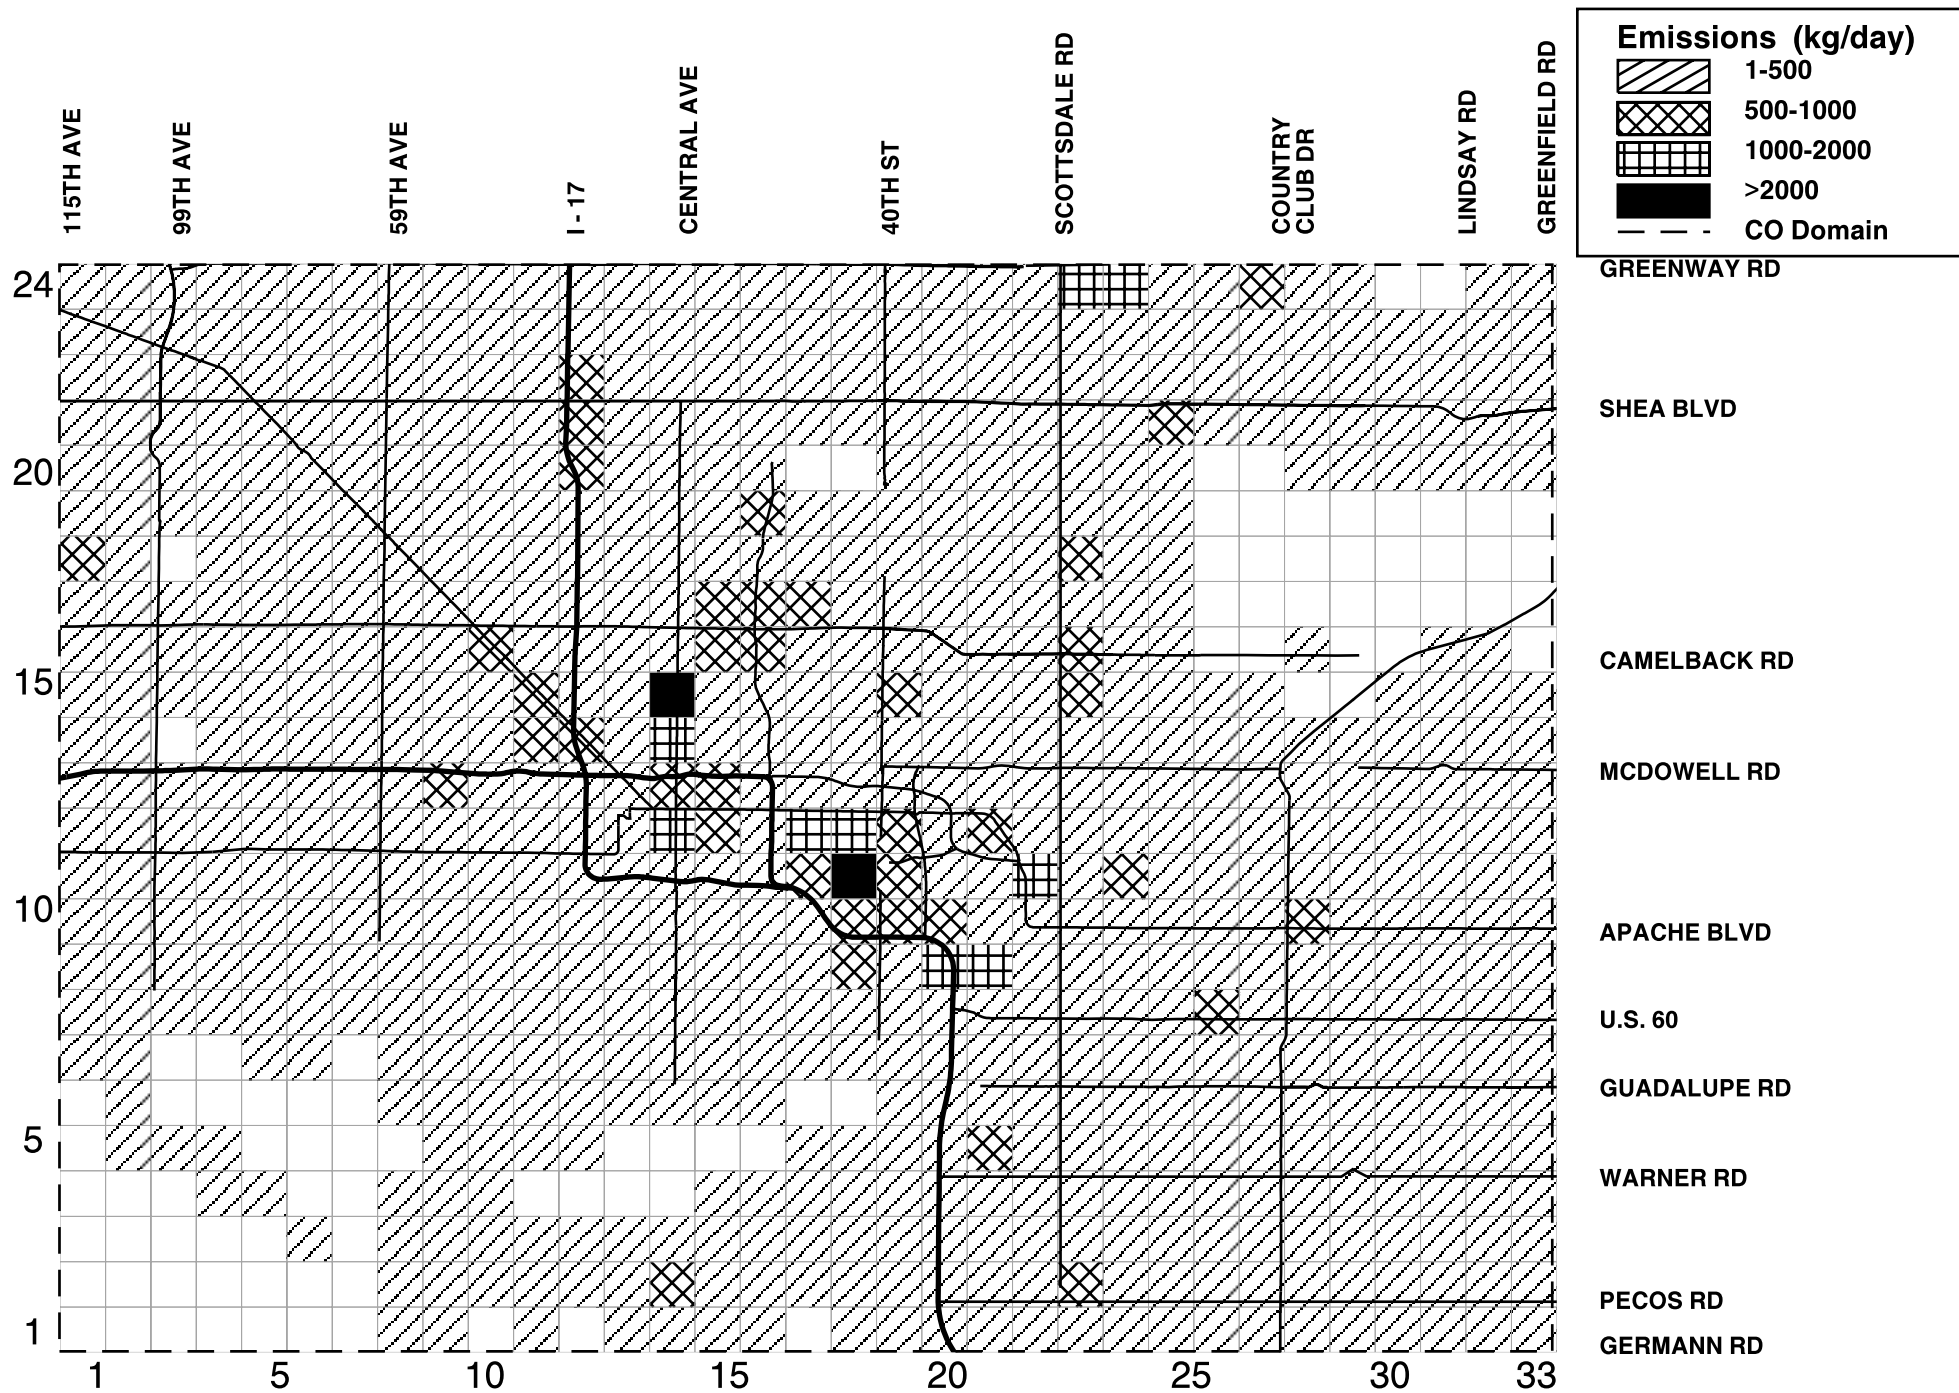 Emissions (kg/day)
1-500
500-1000
1000-2000
>2000
CO Domain
115TH AVE
99TH AVE
59TH AVE
I - 17
CENTRAL AVE
40TH ST
SCOTTSDALE RD
COUNTRY
CLUB DR
LINDSAY RD
GREENFIELD RD
24
20
15
10
5
1
GREENWAY RD
SHEA BLVD
CAMELBACK RD
MCDOWELL RD
APACHE BLVD
U.S. 60
GUADALUPE RD
WARNER RD
PECOS RD
GERMANN RD
1 5 10 15 20 25 30 33